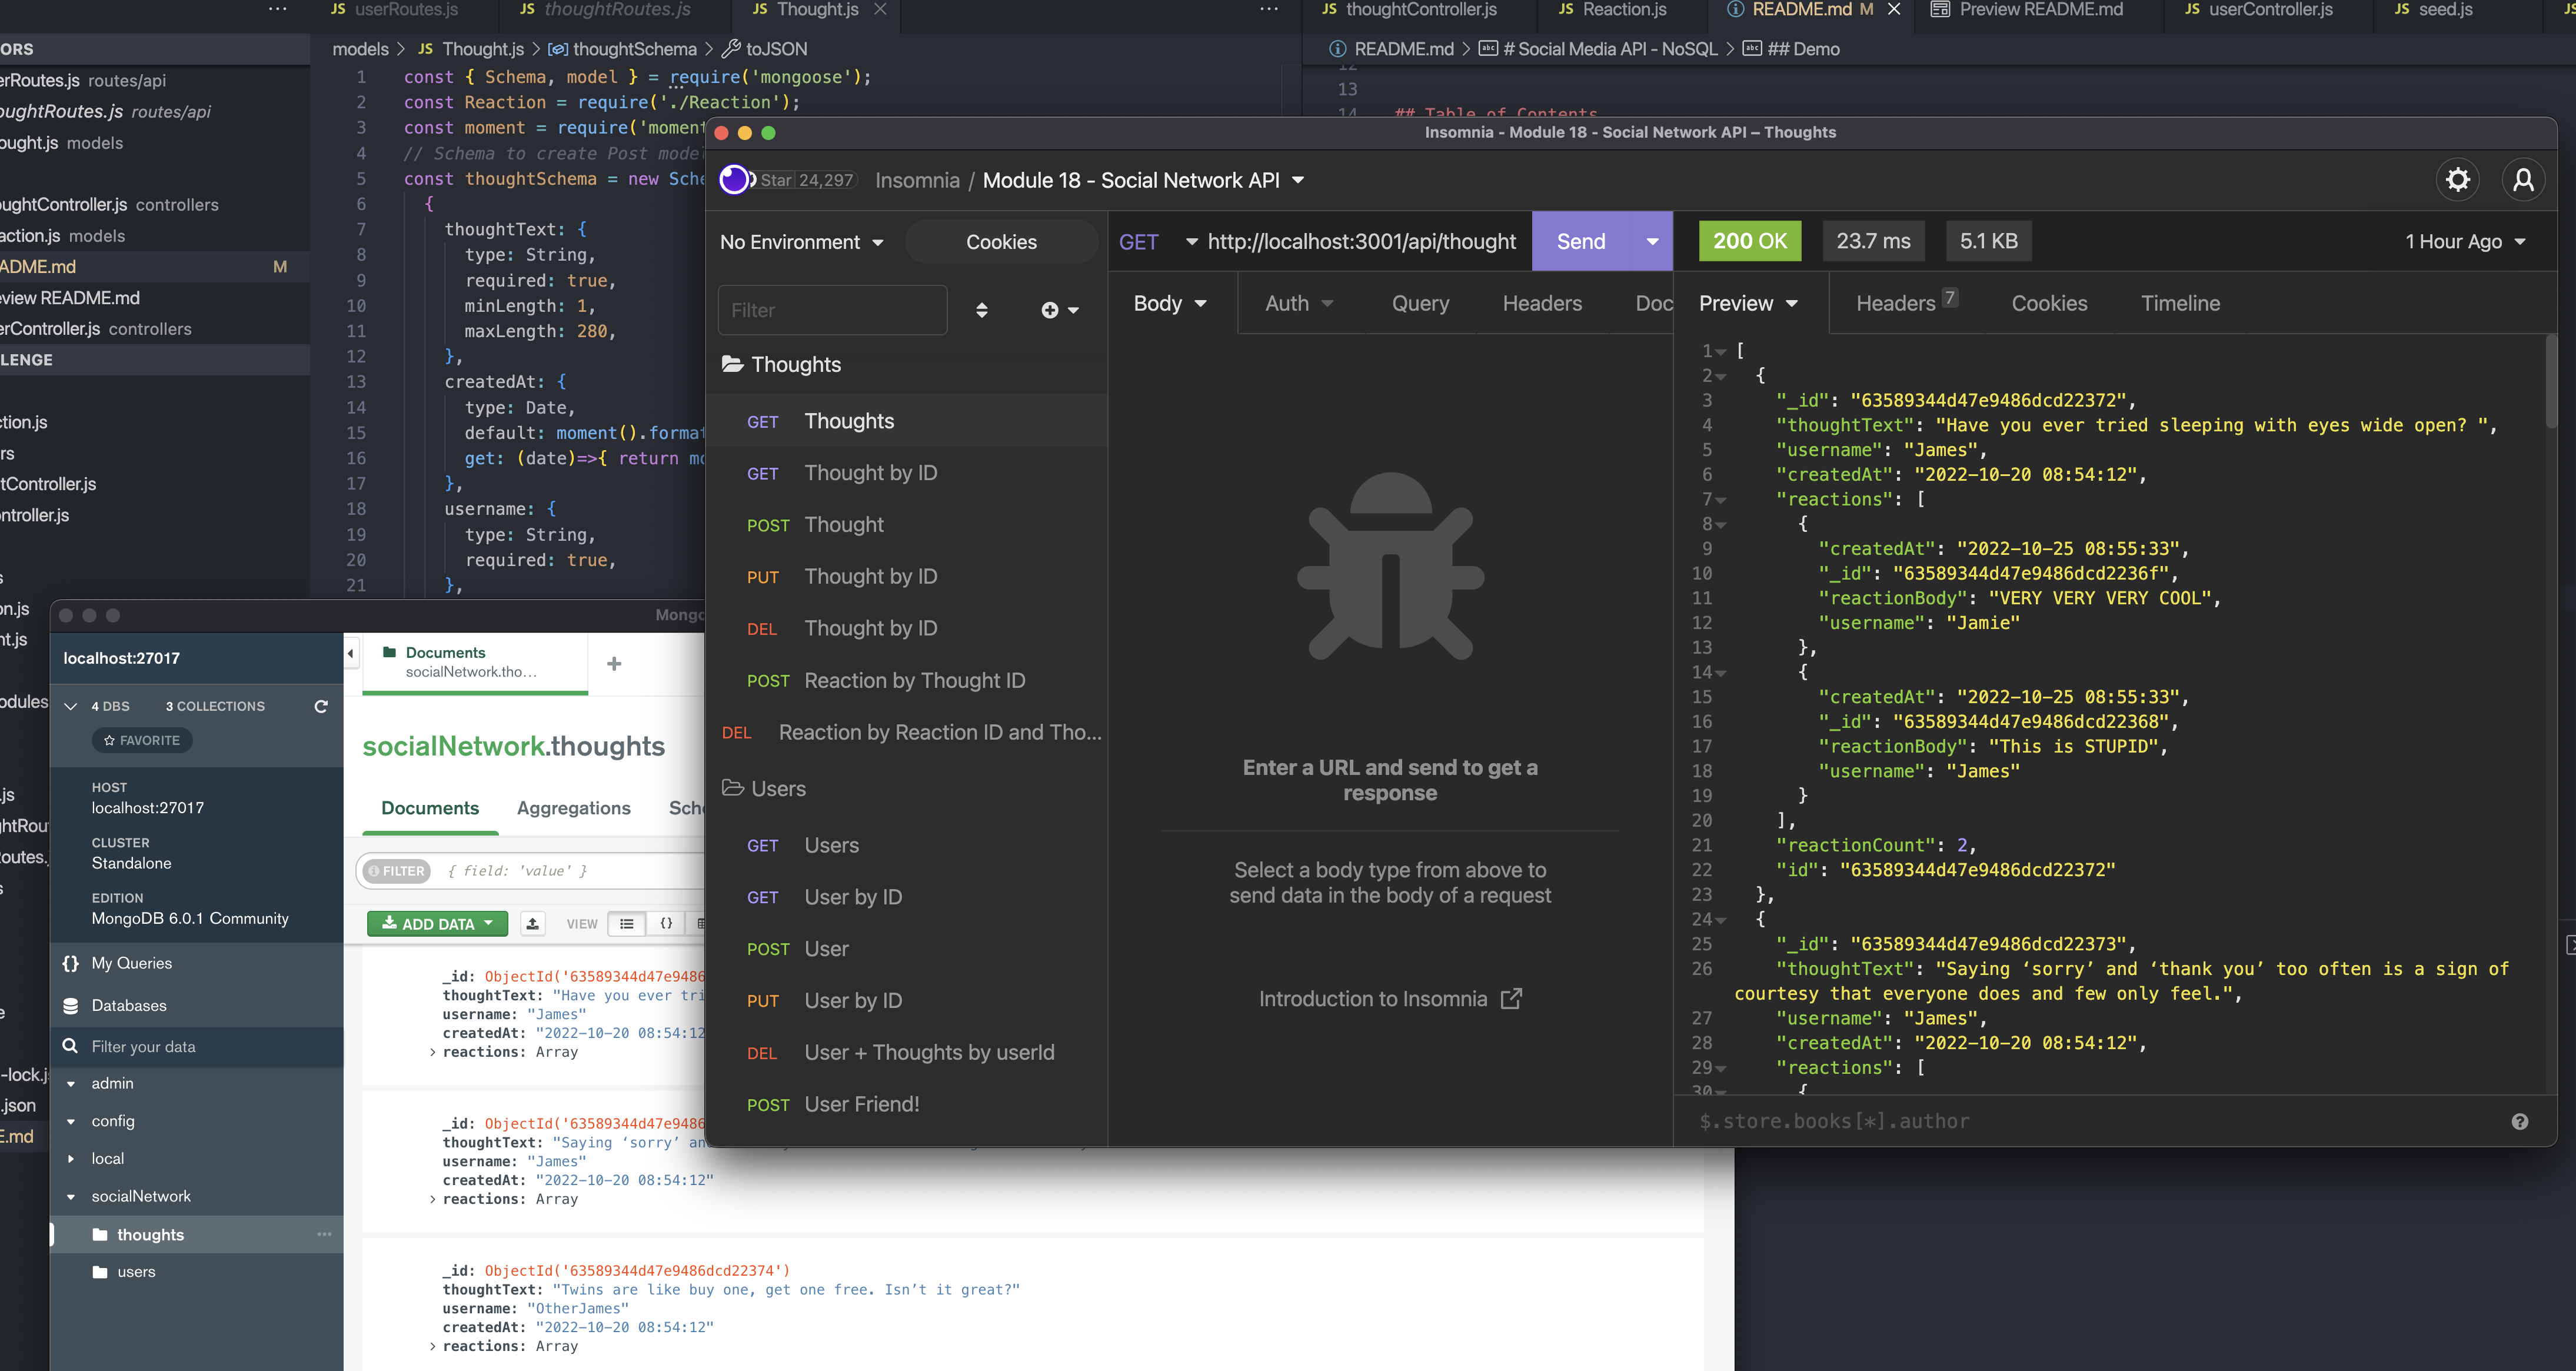 JS userRoutes.js
JS thoughtRoutes.js
JS Thought.js
JS thoughtController.js
JS Reaction.js
README.md M
Preview README.md
JS userController.js
JS seed.js
ORS
erRoutes.js routes/api
oughtRoutes.js routes/api
ought.js models
oughtController.js controllers
action.js models
ADME.md M
eview README.md
erController.js controllers
LENGE
ction.js
rs
tController.js
ontroller.js
s
on.js
nt.js
odules
.js
ghtRou
Routes.
s
e
-lock.js
.json
E.md
models > JS Thought.js > thoughtSchema > toJSON
1 const { Schema, model } = require('mongoose');
2 const Reaction = require('./Reaction');
3 const moment = require('moment
4 // Schema to create Post mode
5 const thoughtSchema = new Sche
6 {
7 thoughtText: {
8 type: String,
9 required: true,
10 minLength: 1,
11 maxLength: 280,
12 },
13 createdAt: {
14 type: Date,
15 default: moment().format
16 get: (date)=>{ return mo
17 },
18 username: {
19 type: String,
20 required: true,
21 },
README.md > # Social Media API - NoSQL > ## Demo
12
13
14 ## Table of Contents
Insomnia - Module 18 - Social Network API – Thoughts
Star 24,297
Insomnia / Module 18 - Social Network API
No Environment
Cookies
Filter
Thoughts
GET Thoughts
GET Thought by ID
POST Thought
PUT Thought by ID
DEL Thought by ID
POST Reaction by Thought ID
DEL Reaction by Reaction ID and Tho...
Users
GET Users
GET User by ID
POST User
PUT User by ID
DEL User + Thoughts by userId
POST User Friend!
GET http://localhost:3001/api/thought
Send
Body
Auth
Query
Headers
Doc
Enter a URL and send to get a
response
Select a body type from above to
send data in the body of a request
Introduction to Insomnia
200 OK
23.7 ms
5.1 KB
1 Hour Ago
Preview
Headers 7
Cookies
Timeline
1 [
2 {
3 "_id": "63589344d47e9486dcd22372",
4 "thoughtText": "Have you ever tried sleeping with eyes wide open? ",
5 "username": "James",
6 "createdAt": "2022-10-20 08:54:12",
7 "reactions": [
8 {
9 "createdAt": "2022-10-25 08:55:33",
10 "_id": "63589344d47e9486dcd2236f",
11 "reactionBody": "VERY VERY VERY COOL",
12 "username": "Jamie"
13 },
14 {
15 "createdAt": "2022-10-25 08:55:33",
16 "_id": "63589344d47e9486dcd22368",
17 "reactionBody": "This is STUPID",
18 "username": "James"
19 }
20 ],
21 "reactionCount": 2,
22 "id": "63589344d47e9486dcd22372"
23 },
24 {
25 "_id": "63589344d47e9486dcd22373",
26 "thoughtText": "Saying ‘sorry’ and ‘thank you’ too often is a sign of
courtesy that everyone does and few only feel.",
27 "username": "James",
28 "createdAt": "2022-10-20 08:54:12",
29 "reactions": [
30 {
$.store.books[*].author
Mongo
localhost:27017
4 DBS
3 COLLECTIONS
FAVORITE
HOST
localhost:27017
CLUSTER
Standalone
EDITION
MongoDB 6.0.1 Community
My Queries
Databases
Filter your data
admin
config
local
socialNetwork
thoughts
users
Documents
socialNetwork.tho...
socialNetwork.thoughts
Documents
Aggregations
Sche
FILTER { field: 'value' }
ADD DATA
VIEW
{}
_id: ObjectId('63589344d47e9486
thoughtText: "Have you ever tri
username: "James"
createdAt: "2022-10-20 08:54:12
reactions: Array
_id: ObjectId('63589344d47e9486
thoughtText: "Saying ‘sorry’ an
username: "James"
createdAt: "2022-10-20 08:54:12"
reactions: Array
_id: ObjectId('63589344d47e9486dcd22374')
thoughtText: "Twins are like buy one, get one free. Isn’t it great?"
username: "OtherJames"
createdAt: "2022-10-20 08:54:12"
reactions: Array